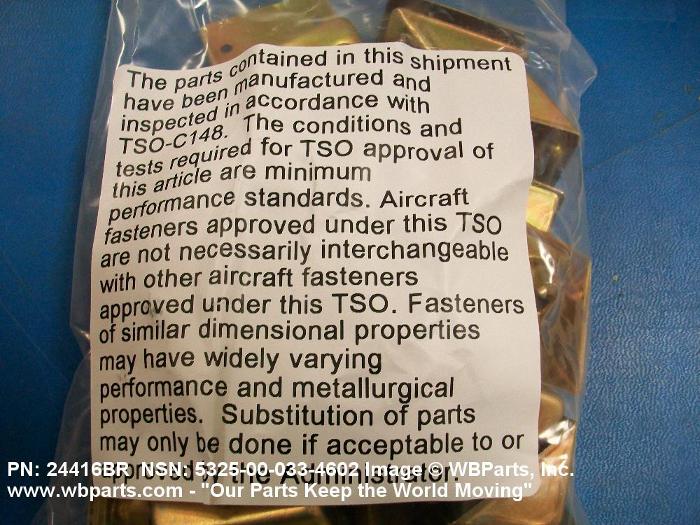 The parts contained in this shipment
have been manufactured and
inspected in accordance with
TSO-C148. The conditions and
tests required for TSO approval of
this article are minimum
performance standards. Aircraft
fasteners approved under this TSO
are not necessarily interchangeable
with other aircraft fasteners
approved under this TSO. Fasteners
of similar dimensional properties
may have widely varying
performance and metallurgical
properties. Substitution of parts
may only be done if acceptable to or
approved by the Administrator.
PN: 24416BR NSN: 5325-00-033-4602 Image © WBParts, Inc.
www.wbparts.com - "Our Parts Keep the World Moving"